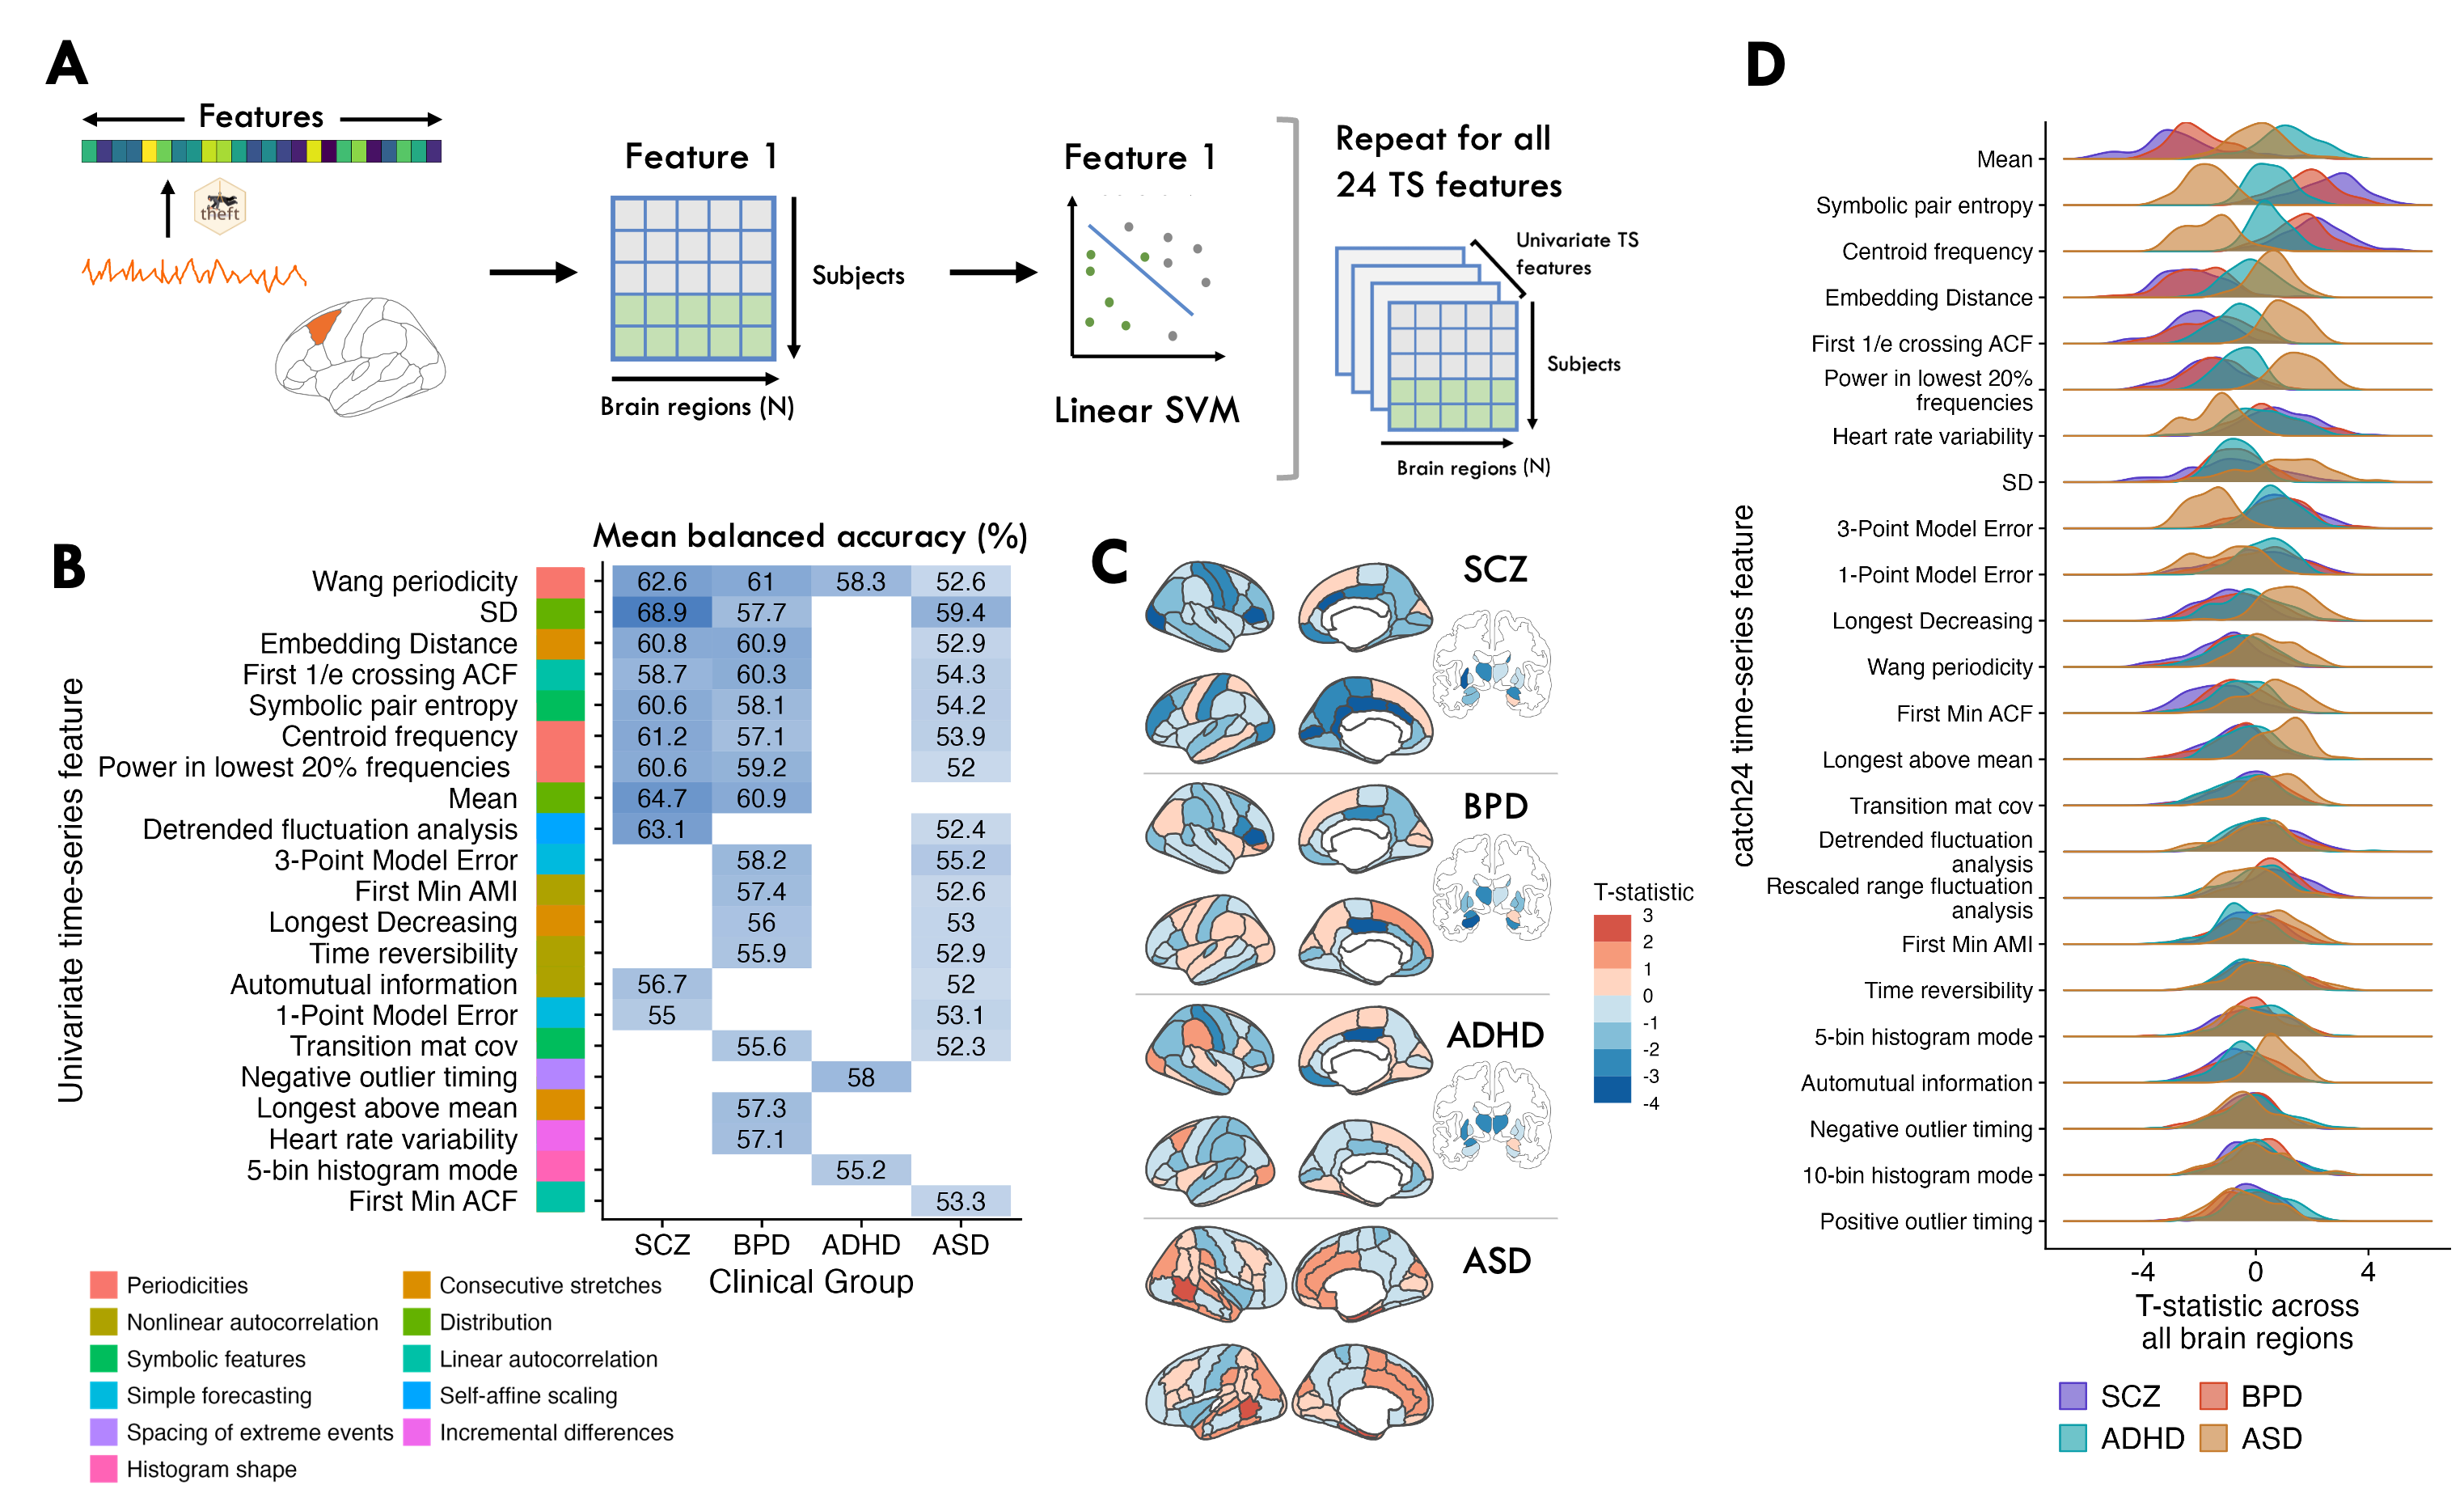 A
Features
theft
Feature 1
Subjects
Brain regions (N)
Feature 1
Linear SVM
Repeat for all
24 TS features
Univariate TS
features
Subjects
Brain regions (N)
B
Mean balanced accuracy (%)
Univariate time-series feature
Wang periodicity 62.6 61 58.3 52.6
SD 68.9 57.7 59.4
Embedding Distance 60.8 60.9 52.9
First 1/e crossing ACF 58.7 60.3 54.3
Symbolic pair entropy 60.6 58.1 54.2
Centroid frequency 61.2 57.1 53.9
Power in lowest 20% frequencies 60.6 59.2 52
Mean 64.7 60.9
Detrended fluctuation analysis 63.1 52.4
3-Point Model Error 58.2 55.2
First Min AMI 57.4 52.6
Longest Decreasing 56 53
Time reversibility 55.9 52.9
Automutual information 56.7 52
1-Point Model Error 55 53.1
Transition mat cov 55.6 52.3
Negative outlier timing 58
Longest above mean 57.3
Heart rate variability 57.1
5-bin histogram mode 55.2
First Min ACF 53.3
SCZ BPD ADHD ASD
Clinical Group
Periodicities
Nonlinear autocorrelation
Symbolic features
Simple forecasting
Spacing of extreme events
Histogram shape
Consecutive stretches
Distribution
Linear autocorrelation
Self-affine scaling
Incremental differences
C
SCZ
BPD
ADHD
ASD
T-statistic
3
2
1
0
-1
-2
-3
-4
D
catch24 time-series feature
Mean
Symbolic pair entropy
Centroid frequency
Embedding Distance
First 1/e crossing ACF
Power in lowest 20%
frequencies
Heart rate variability
SD
3-Point Model Error
1-Point Model Error
Longest Decreasing
Wang periodicity
First Min ACF
Longest above mean
Transition mat cov
Detrended fluctuation
analysis
Rescaled range fluctuation
analysis
First Min AMI
Time reversibility
5-bin histogram mode
Automutual information
Negative outlier timing
10-bin histogram mode
Positive outlier timing
-4 0 4
T-statistic across
all brain regions
SCZ BPD
ADHD ASD